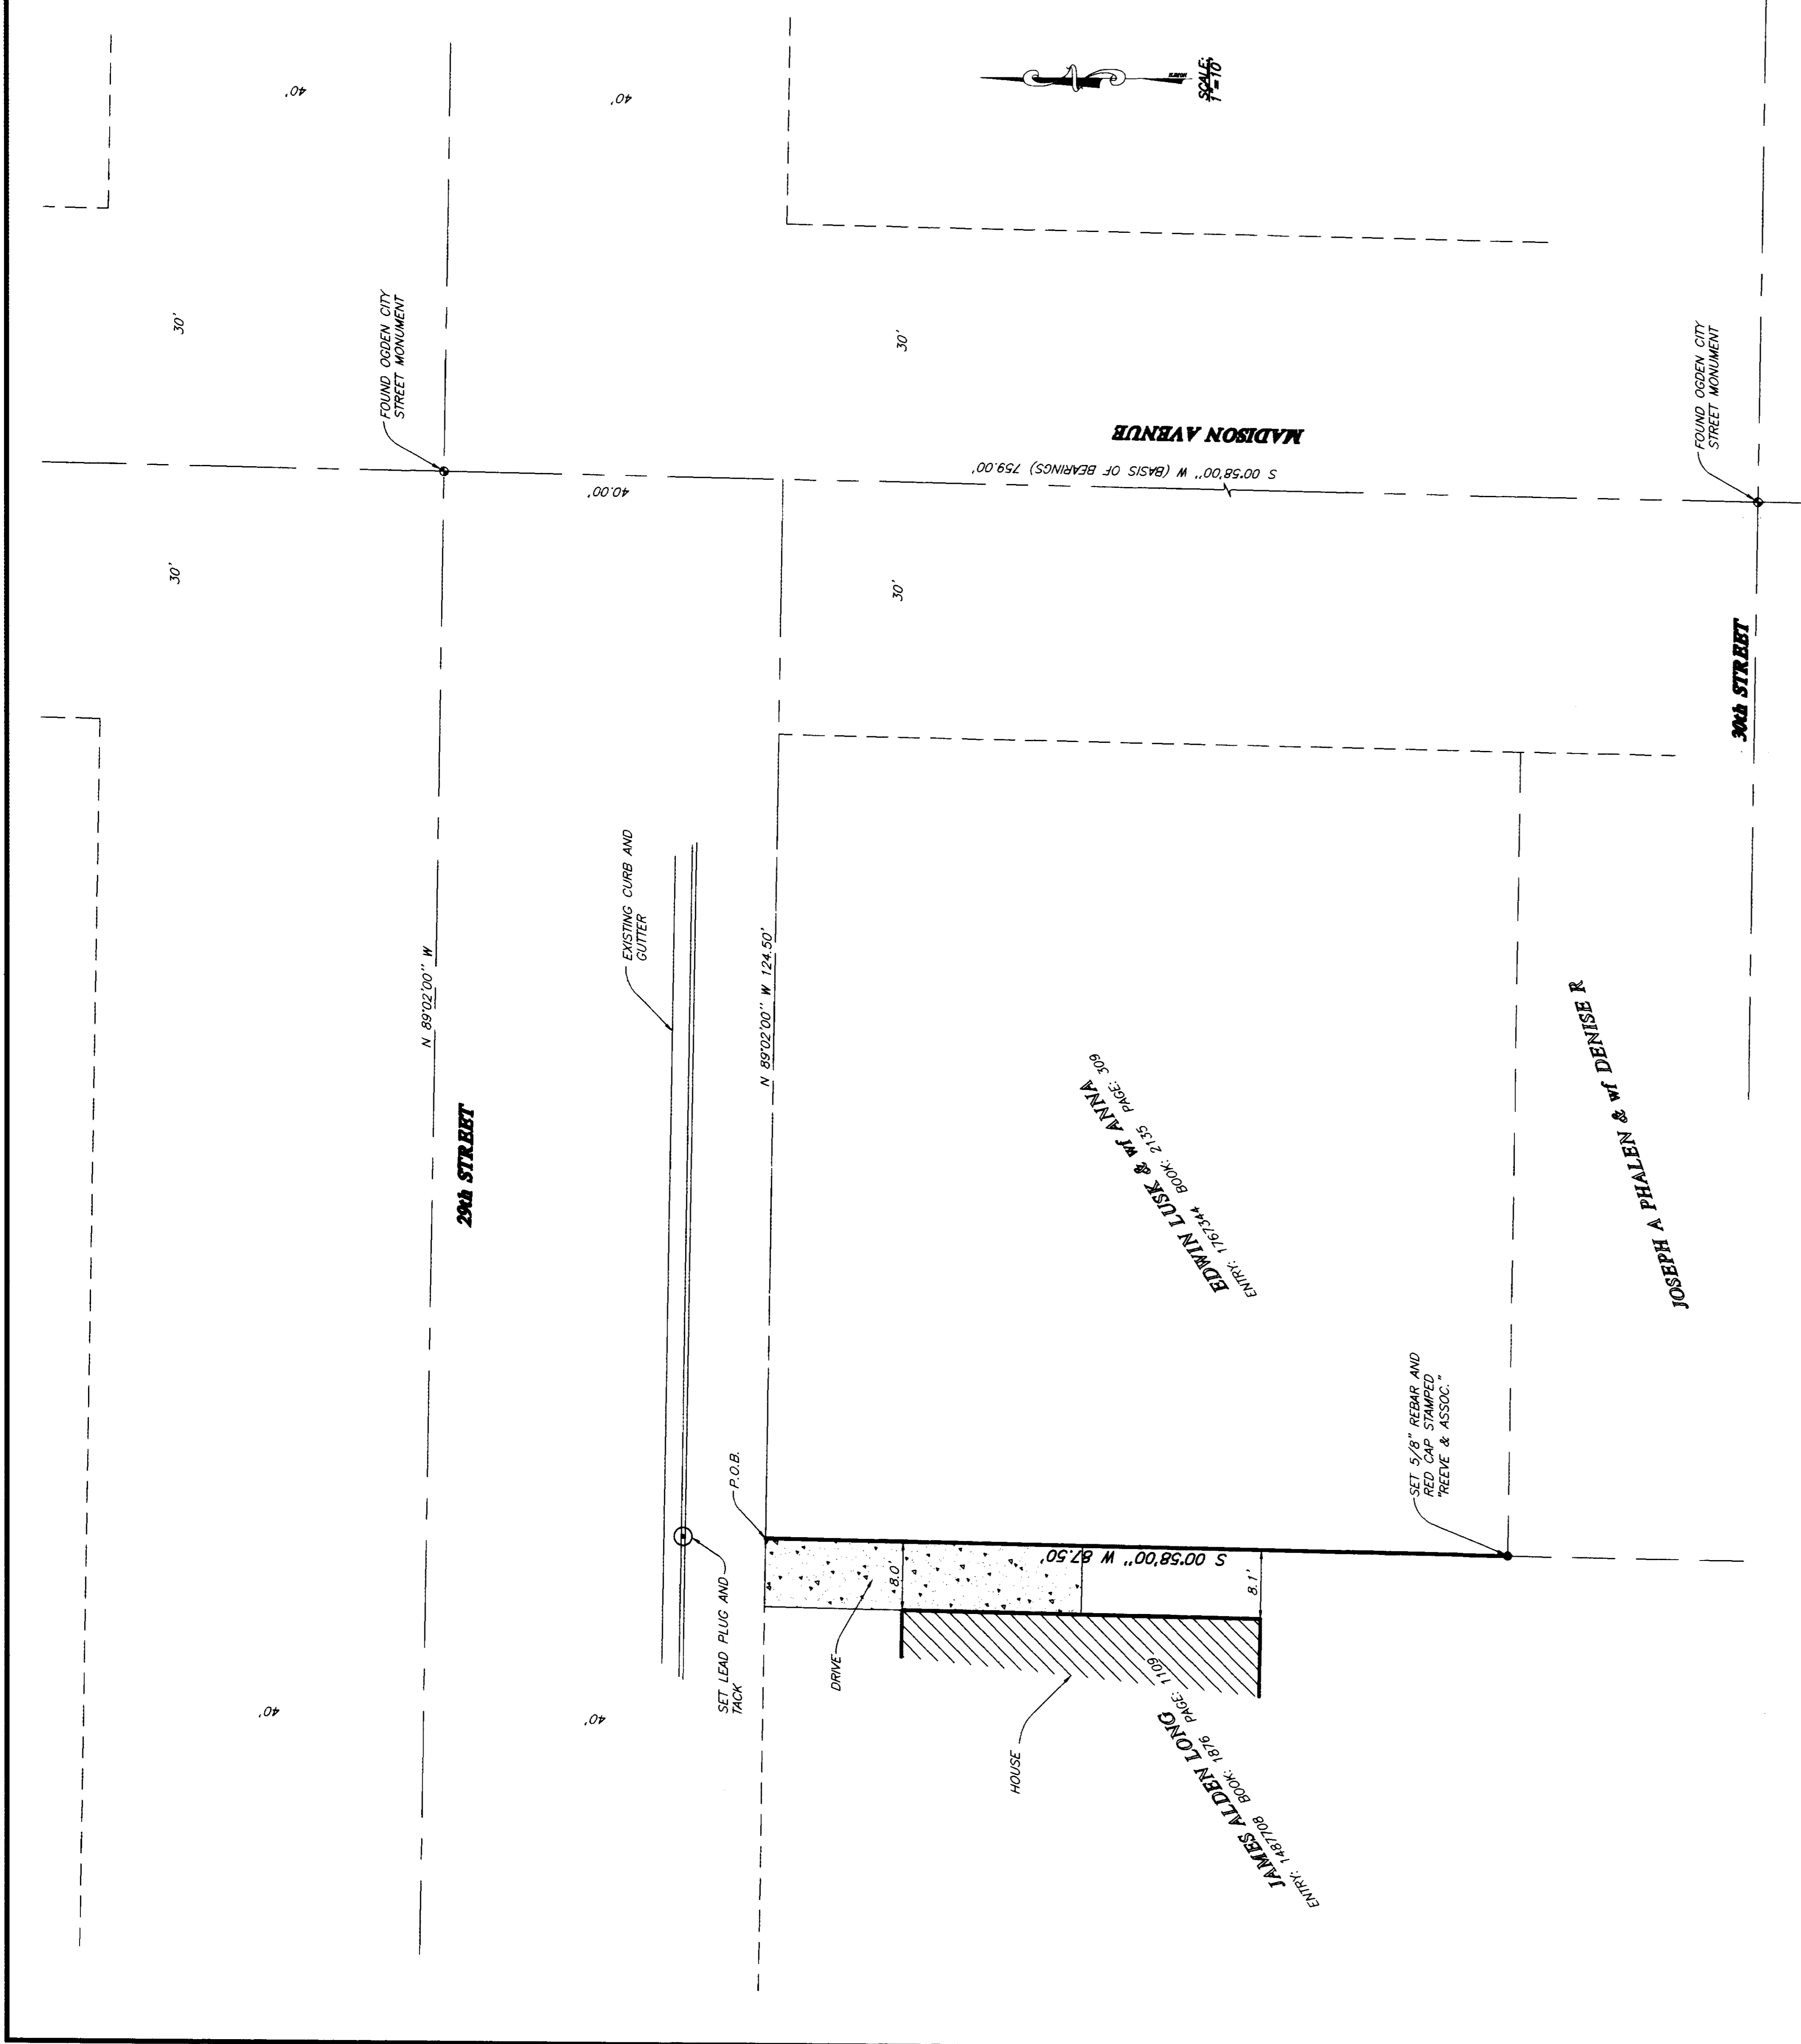 40'
40'
SCALE:
1"=10'
30'
FOUND OGDEN CITY
STREET MONUMENT
30'
MADISON AVENUE
S 00°58'00" W (BASIS OF BEARINGS) 759.00'
40.00'
FOUND OGDEN CITY
STREET MONUMENT
30'
30'
30th STREET
EXISTING CURB AND
GUTTER
N 89°02'00" W
N 89°02'00" W 124.50'
29th STREET
EDWIN LUSK & wf ANNA
ENTRY: 1767344 BOOK: 2135 PAGE: 309
JOSEPH A PHALEN & wf DENISE R
P.O.B.
SET 5/8" REBAR AND
RED CAP STAMPED
"REEVE & ASSOC."
S 00°58'00" W 87.50'
8.0'
8.1'
SET LEAD PLUG AND
TACK
DRIVE
40'
40'
HOUSE
JAMES ALDEN LONG
ENTRY: 1487708 BOOK: 1876 PAGE: 1109